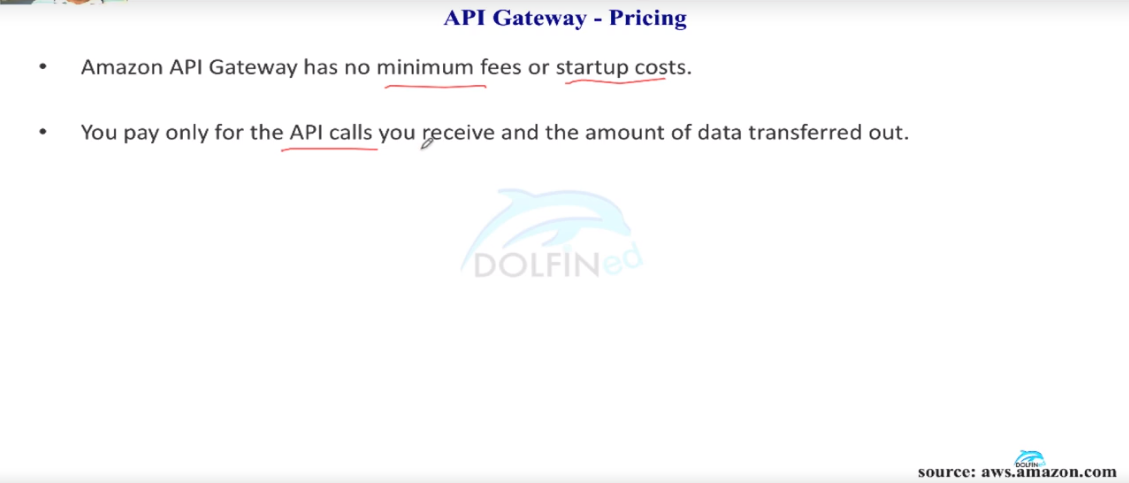 API Gateway - Pricing
• Amazon API Gateway has no minimum fees or startup costs.
• You pay only for the API calls you receive and the amount of data transferred out.
DOLFINed
DOLFIN
source: aws.amazon.com